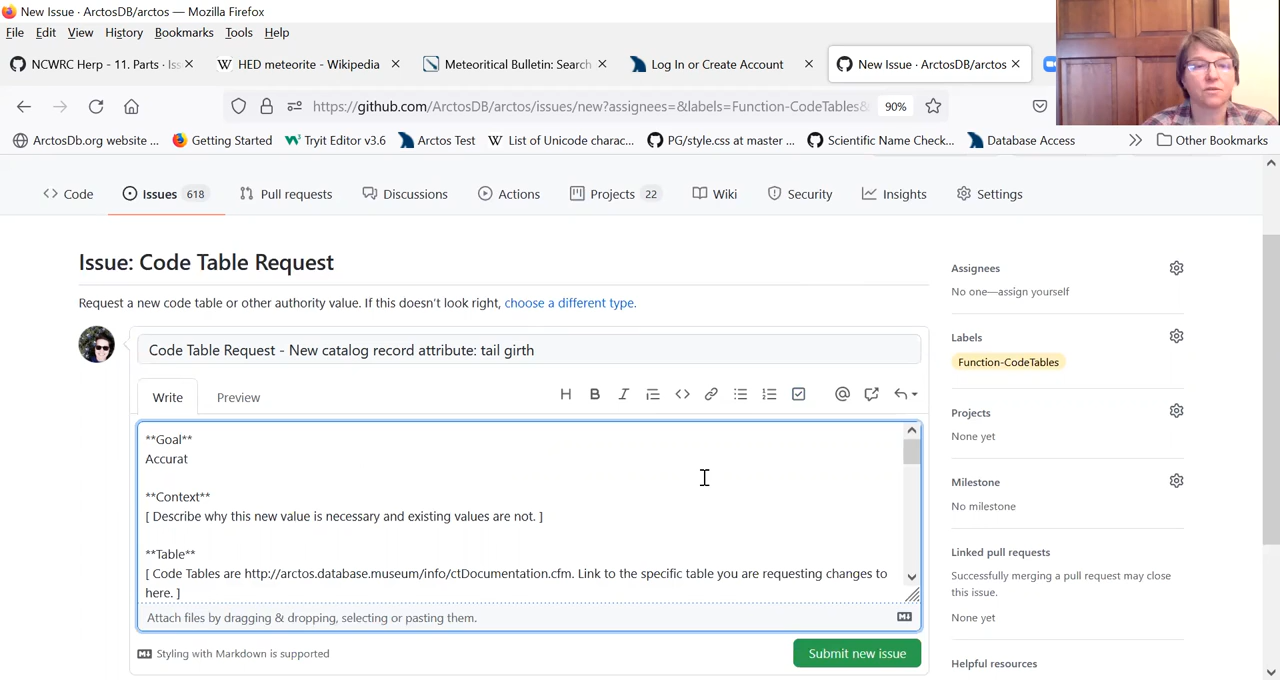 New Issue · ArctosDB/arctos — Mozilla Firefox
File Edit View History Bookmarks Tools Help
NCWRC Herp - 11. Parts · Iss HED meteorite - Wikipedia Meteoritical Bulletin: Search Log In or Create Account New Issue · ArctosDB/arctos
https://github.com/ArctosDB/arctos/issues/new?assignees=&labels=Function-CodeTables& 90%
ArctosDb.org website ... Getting Started Tryit Editor v3.6 Arctos Test List of Unicode charac... PG/style.css at master ... Scientific Name Check... Database Access Other Bookmarks
Code Issues 618 Pull requests Discussions Actions Projects 22 Wiki Security Insights Settings
Issue: Code Table Request
Request a new code table or other authority value. If this doesn't look right, choose a different type.
Code Table Request - New catalog record attribute: tail girth
Write Preview
**Goal**
Accurat
**Context**
[ Describe why this new value is necessary and existing values are not. ]
**Table**
[ Code Tables are http://arctos.database.museum/info/ctDocumentation.cfm. Link to the specific table you are requesting changes to
here. ]
Attach files by dragging & dropping, selecting or pasting them.
Styling with Markdown is supported
Submit new issue
Assignees
No one—assign yourself
Labels
Function-CodeTables
Projects
None yet
Milestone
No milestone
Linked pull requests
Successfully merging a pull request may close
this issue.
None yet
Helpful resources